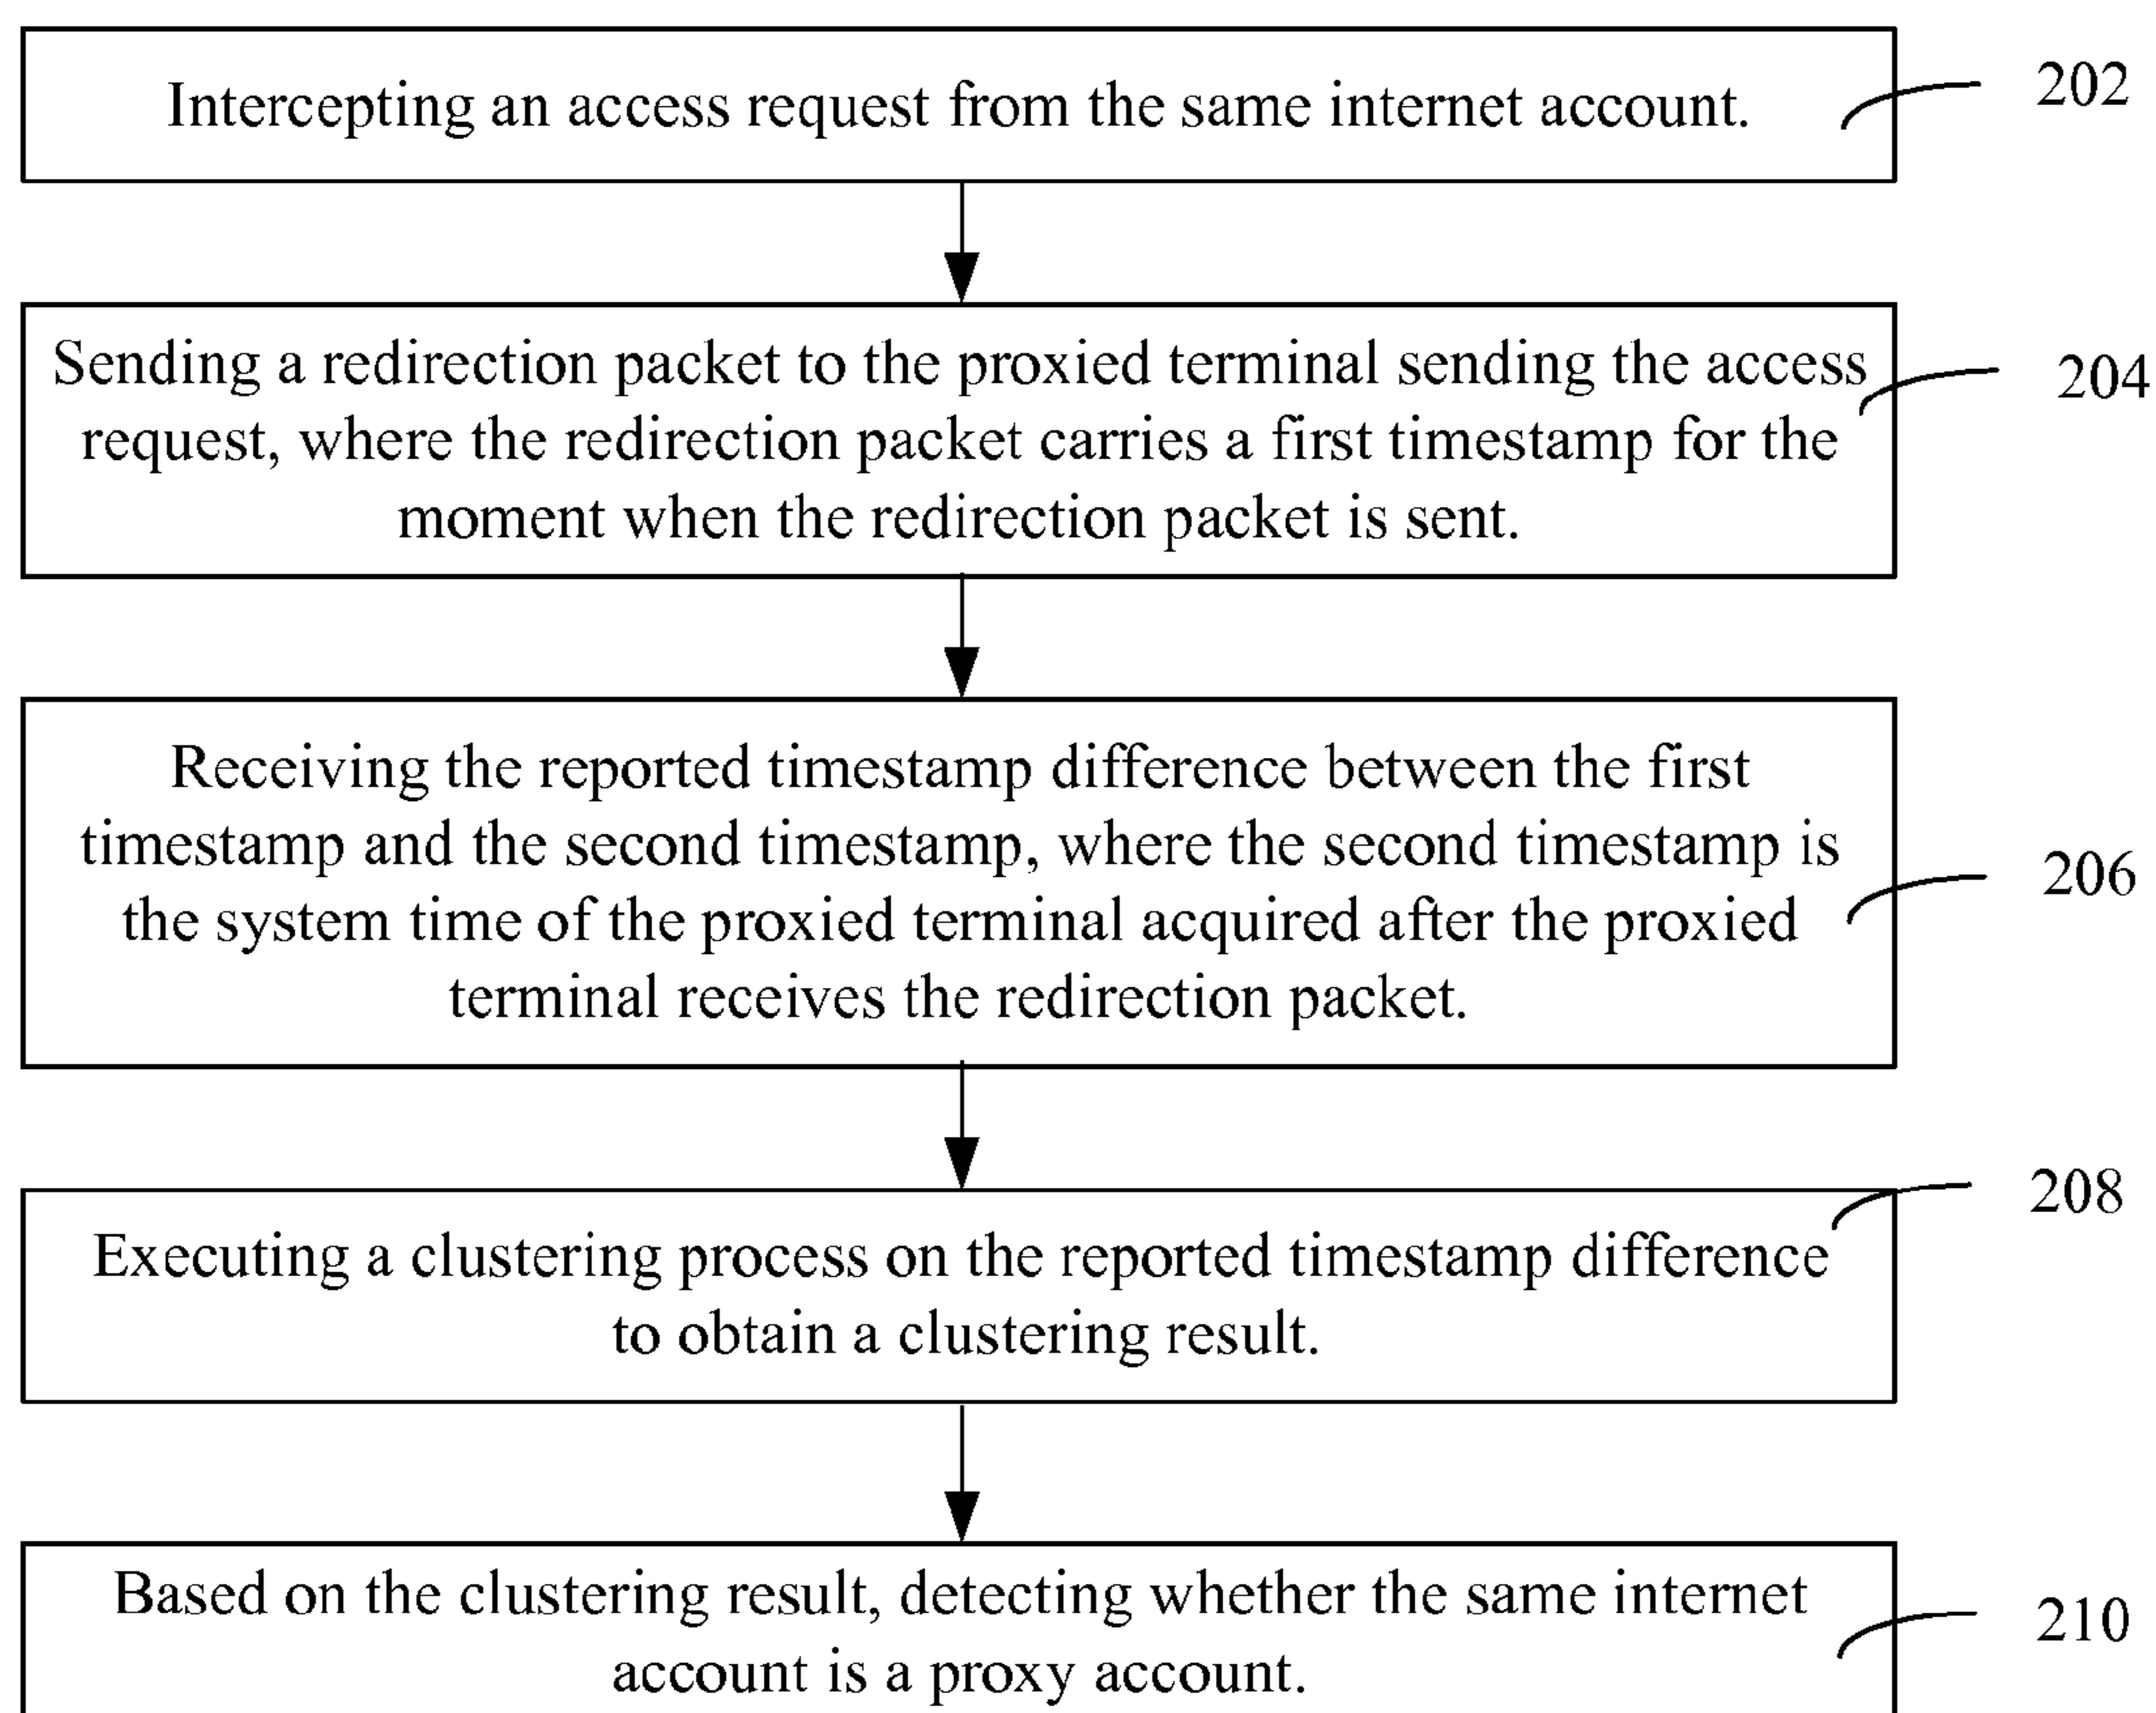 Intercepting an access request from the same internet account.
202
Sending a redirection packet to the proxied terminal sending the access
request, where the redirection packet carries a first timestamp for the
moment when the redirection packet is sent.
204
Receiving the reported timestamp difference between the first
timestamp and the second timestamp, where the second timestamp is
the system time of the proxied terminal acquired after the proxied
terminal receives the redirection packet.
206
Executing a clustering process on the reported timestamp difference
to obtain a clustering result.
208
Based on the clustering result, detecting whether the same internet
account is a proxy account.
210